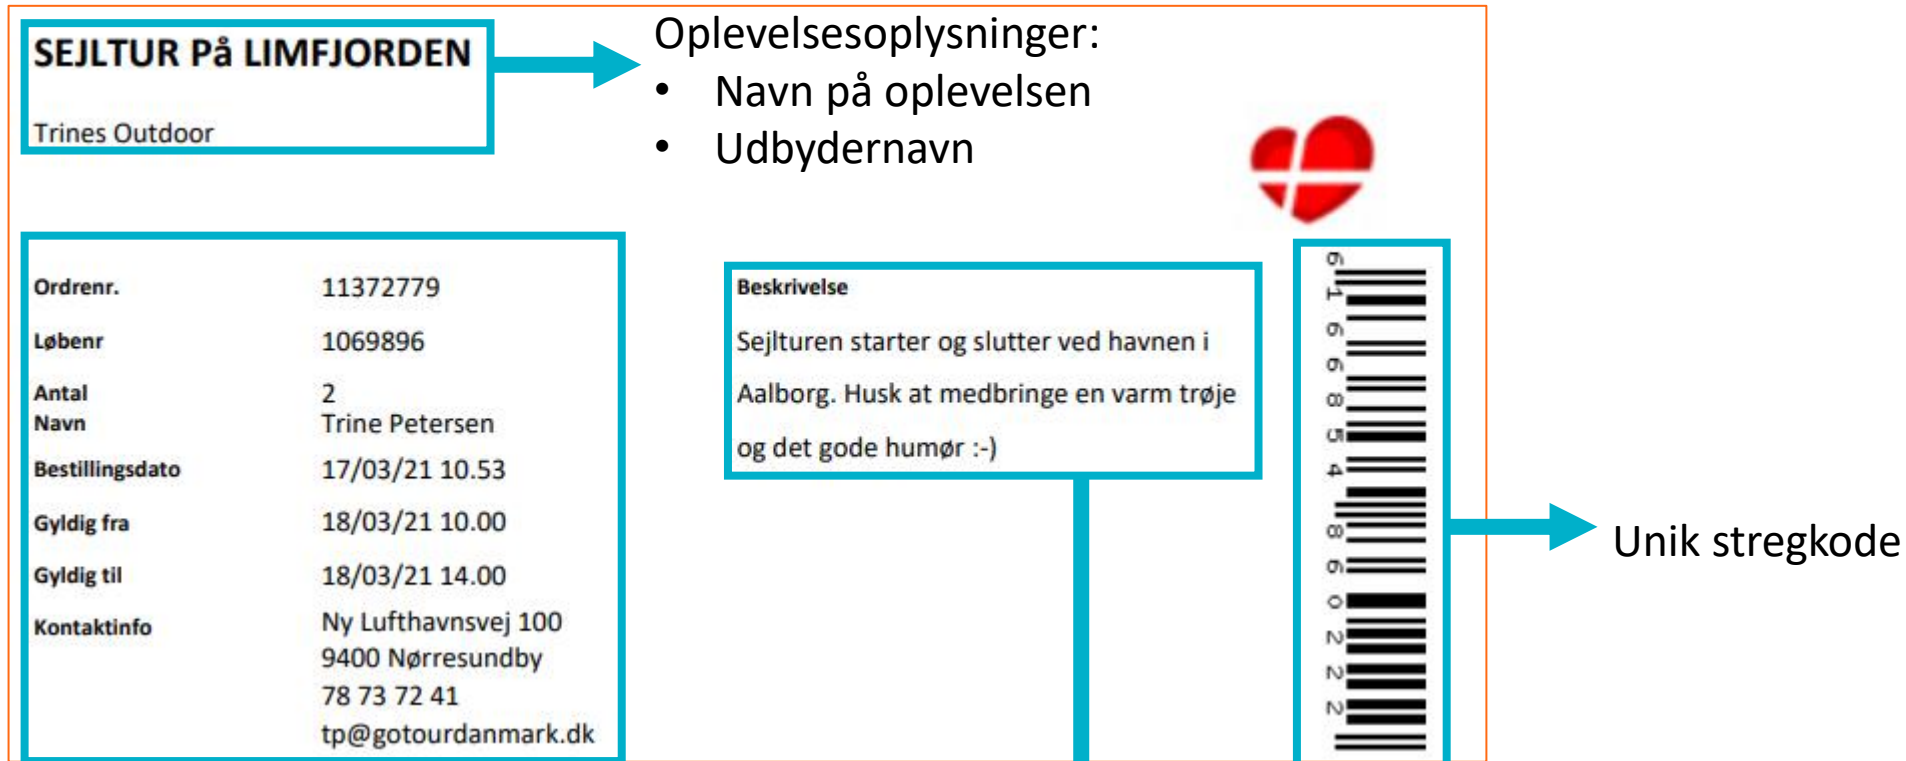 SEJLTUR På LIMFJORDEN
Trines Outdoor
Oplevelsesoplysninger:
• Navn på oplevelsen
• Udbydernavn
Ordrenr. 11372779
Løbenr 1069896
Antal 2
Navn Trine Petersen
Bestillingsdato 17/03/21 10.53
Gyldig fra 18/03/21 10.00
Gyldig til 18/03/21 14.00
Kontaktinfo Ny Lufthavnsvej 100
9400 Nørresundby
78 73 72 41
tp@gotourdanmark.dk
Beskrivelse
Sejlturen starter og slutter ved havnen i
Aalborg. Husk at medbringe en varm trøje
og det gode humør :-)
6166854860222
Unik stregkode